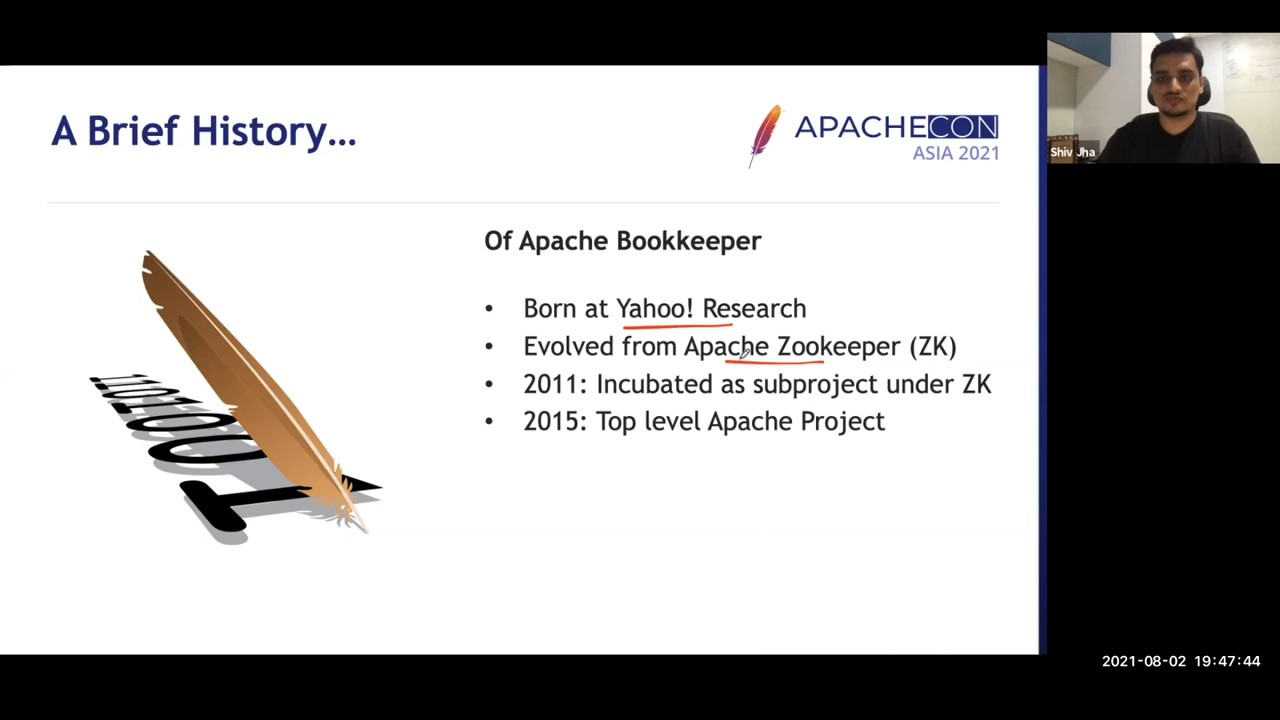 A Brief History...
APACHECON
ASIA 2021
Shiv Jha
Of Apache Bookkeeper
• Born at Yahoo! Research
• Evolved from Apache Zookeeper (ZK)
• 2011: Incubated as subproject under ZK
• 2015: Top level Apache Project
1101001
2021-08-02 19:47:44